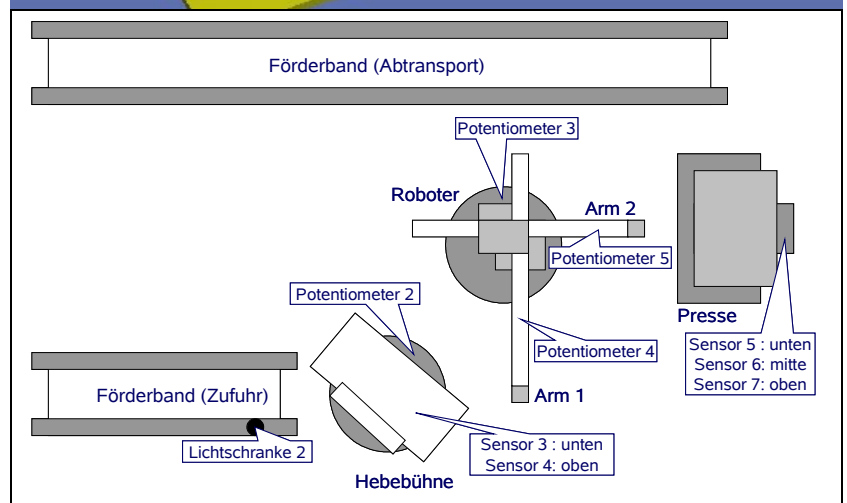 Förderband (Abtransport)
Potentiometer 3
Roboter
Arm 2
Potentiometer 5
Potentiometer 2
Presse
Potentiometer 4
Sensor 5 : unten
Sensor 6: mitte
Sensor 7: oben
Förderband (Zufuhr)
Arm 1
Lichtschranke 2
Sensor 3 : unten
Sensor 4: oben
Hebebühne